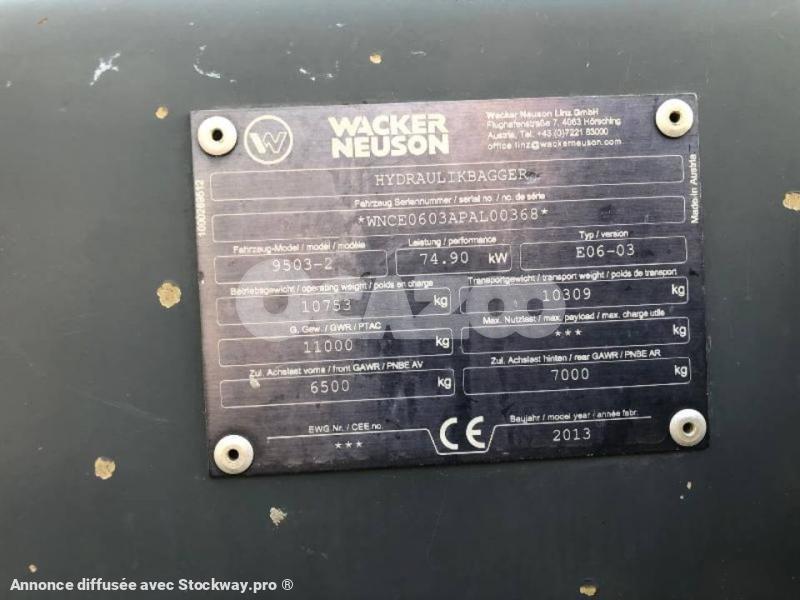 WACKER
NEUSON
Wacker Neuson Linz GmbH
Flughafenstraße 7, 4063 Hörsching
Austria, Tel. +43 (0)7221 63000
office.linz@wackerneuson.com
HYDRAULIKBAGGER
Fahrzeug Seriennummer / serial no. / no. de série
*WNCE0603APAL00368*
Fahrzeug-Model / model / modèle
9503-2
Leistung / performance
74.90 kW
Typ / version
E06-03
Betriebsgewicht / operating weight / poids en charge
10753 kg
Transportgewicht / transport weight / poids de transport
10309 kg
G. Gew. / GWR / PTAC
11000 kg
Max. Nutzlast / max. payload / max. charge utile
*** kg
Zul. Achslast vorne / front GAWR / PNBE AV
6500 kg
Zul. Achslast hinten / rear GAWR / PNBE AR
7000 kg
EWG.Nr. / CEE.no.
***
CE
Baujahr / model year / année fabr.
2013
1000289512
Made in Austria
OCAZOO
Annonce diffusée avec Stockway.pro ®